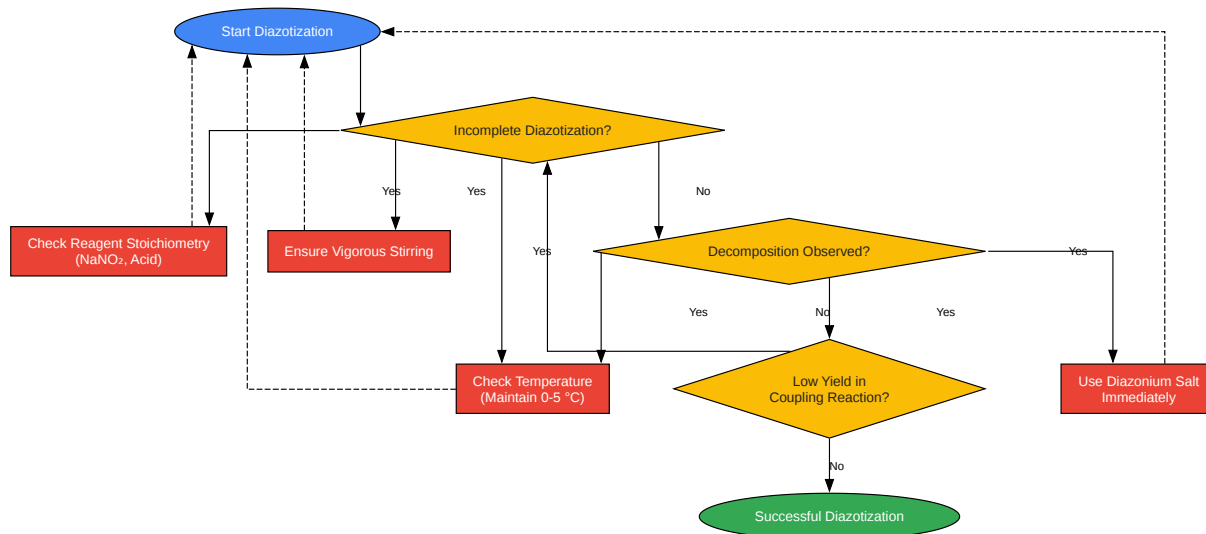 Start Diazotization
Incomplete Diazotization?
Yes
Yes
No
Check Reagent Stoichiometry
(NaNO₂, Acid)
Ensure Vigorous Stirring
Yes
Decomposition Observed?
Yes
Yes
No
Yes
Check Temperature
(Maintain 0-5 °C)
Low Yield in
Coupling Reaction?
Use Diazonium Salt
Immediately
No
Successful Diazotization